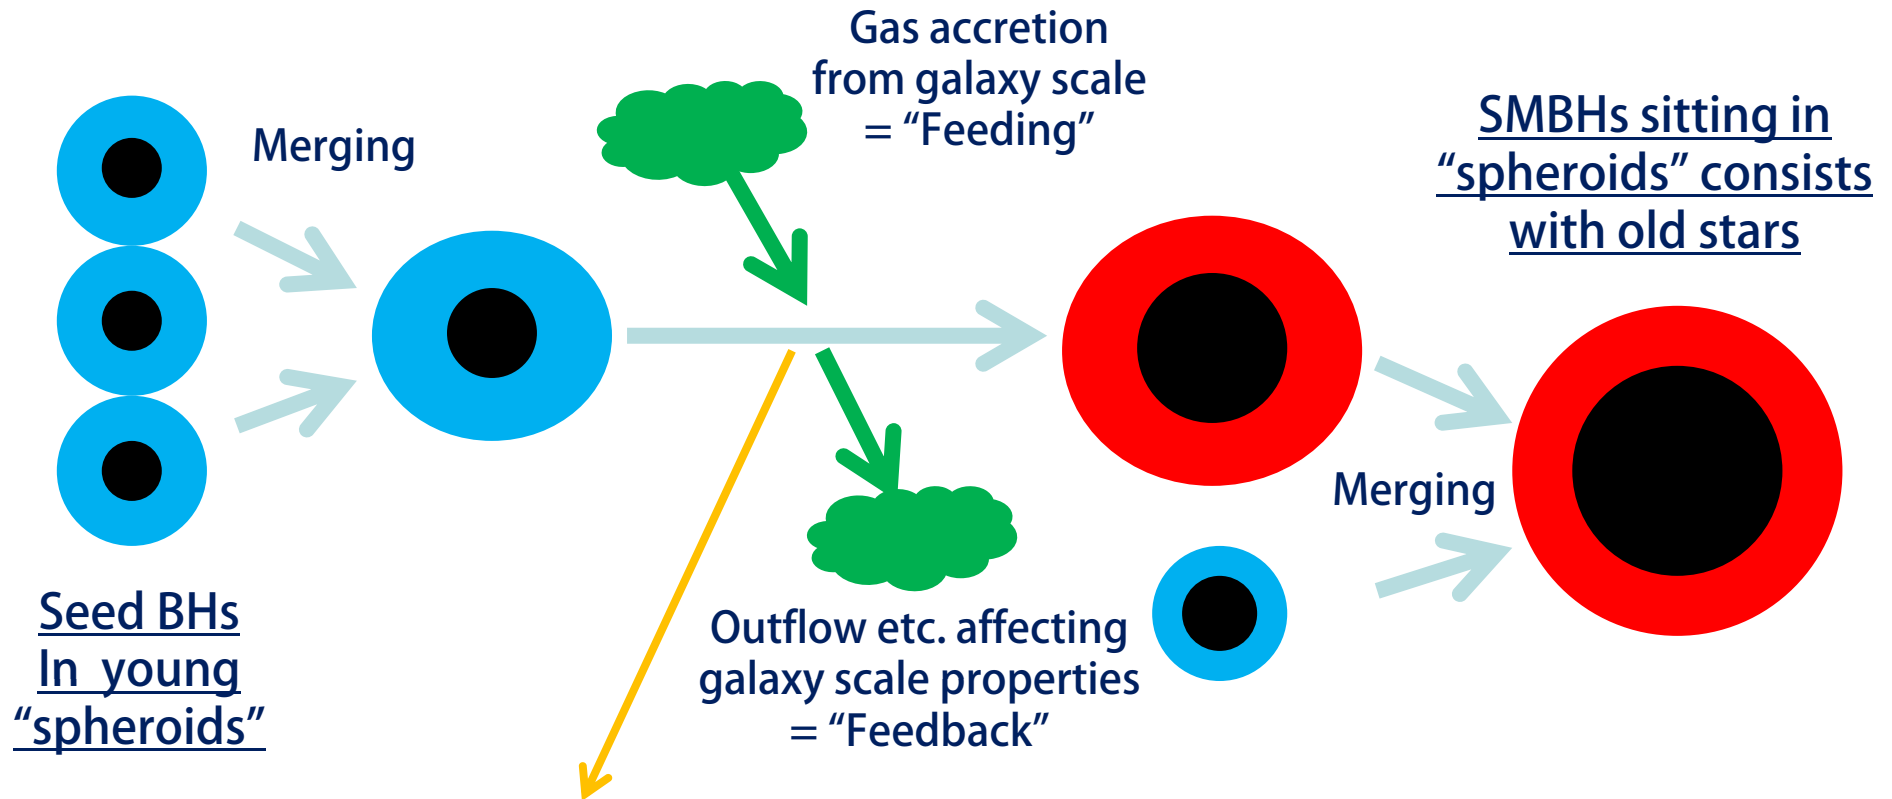 Gas accretion
from galaxy scale
= “Feeding”
Merging
SMBHs sitting in
“spheroids” consists
with old stars
Merging
Seed BHs
In young
“spheroids”
Outflow etc. affecting
galaxy scale properties
= “Feedback”